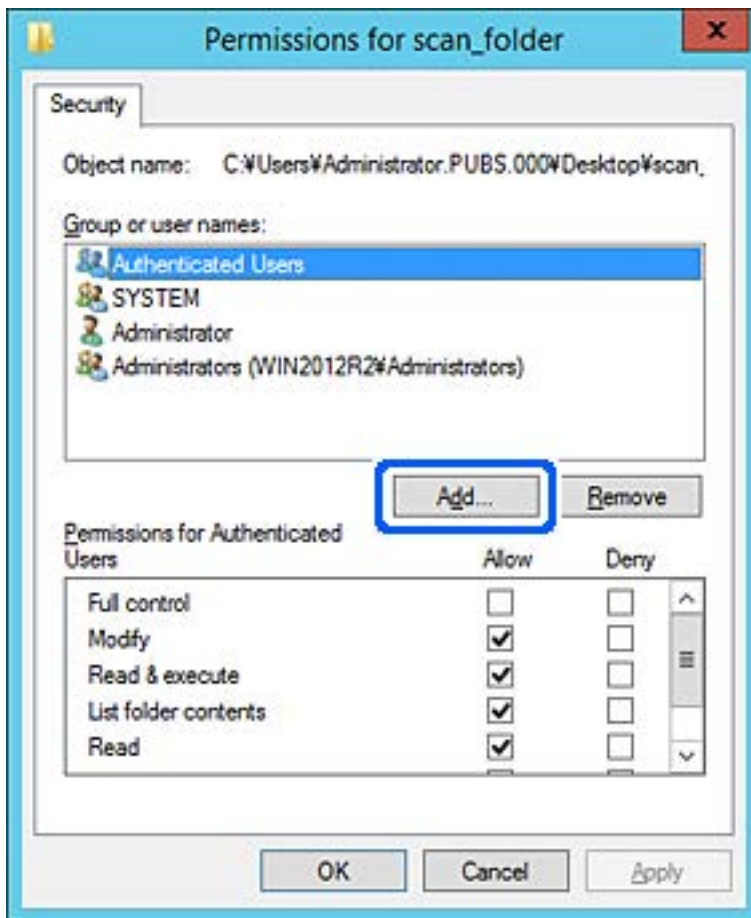 Permissions for scan_folder
x
Security
Object name: C:¥Users¥Administrator.PUBS.000¥Desktop¥scan_
Group or user names:
Authenticated Users
SYSTEM
Administrator
Administrators (WIN2012R2¥Administrators)
Add... Remove
Permissions for Authenticated
Users Allow Deny
Full control
Modify
Read & execute
List folder contents
Read
OK Cancel Apply